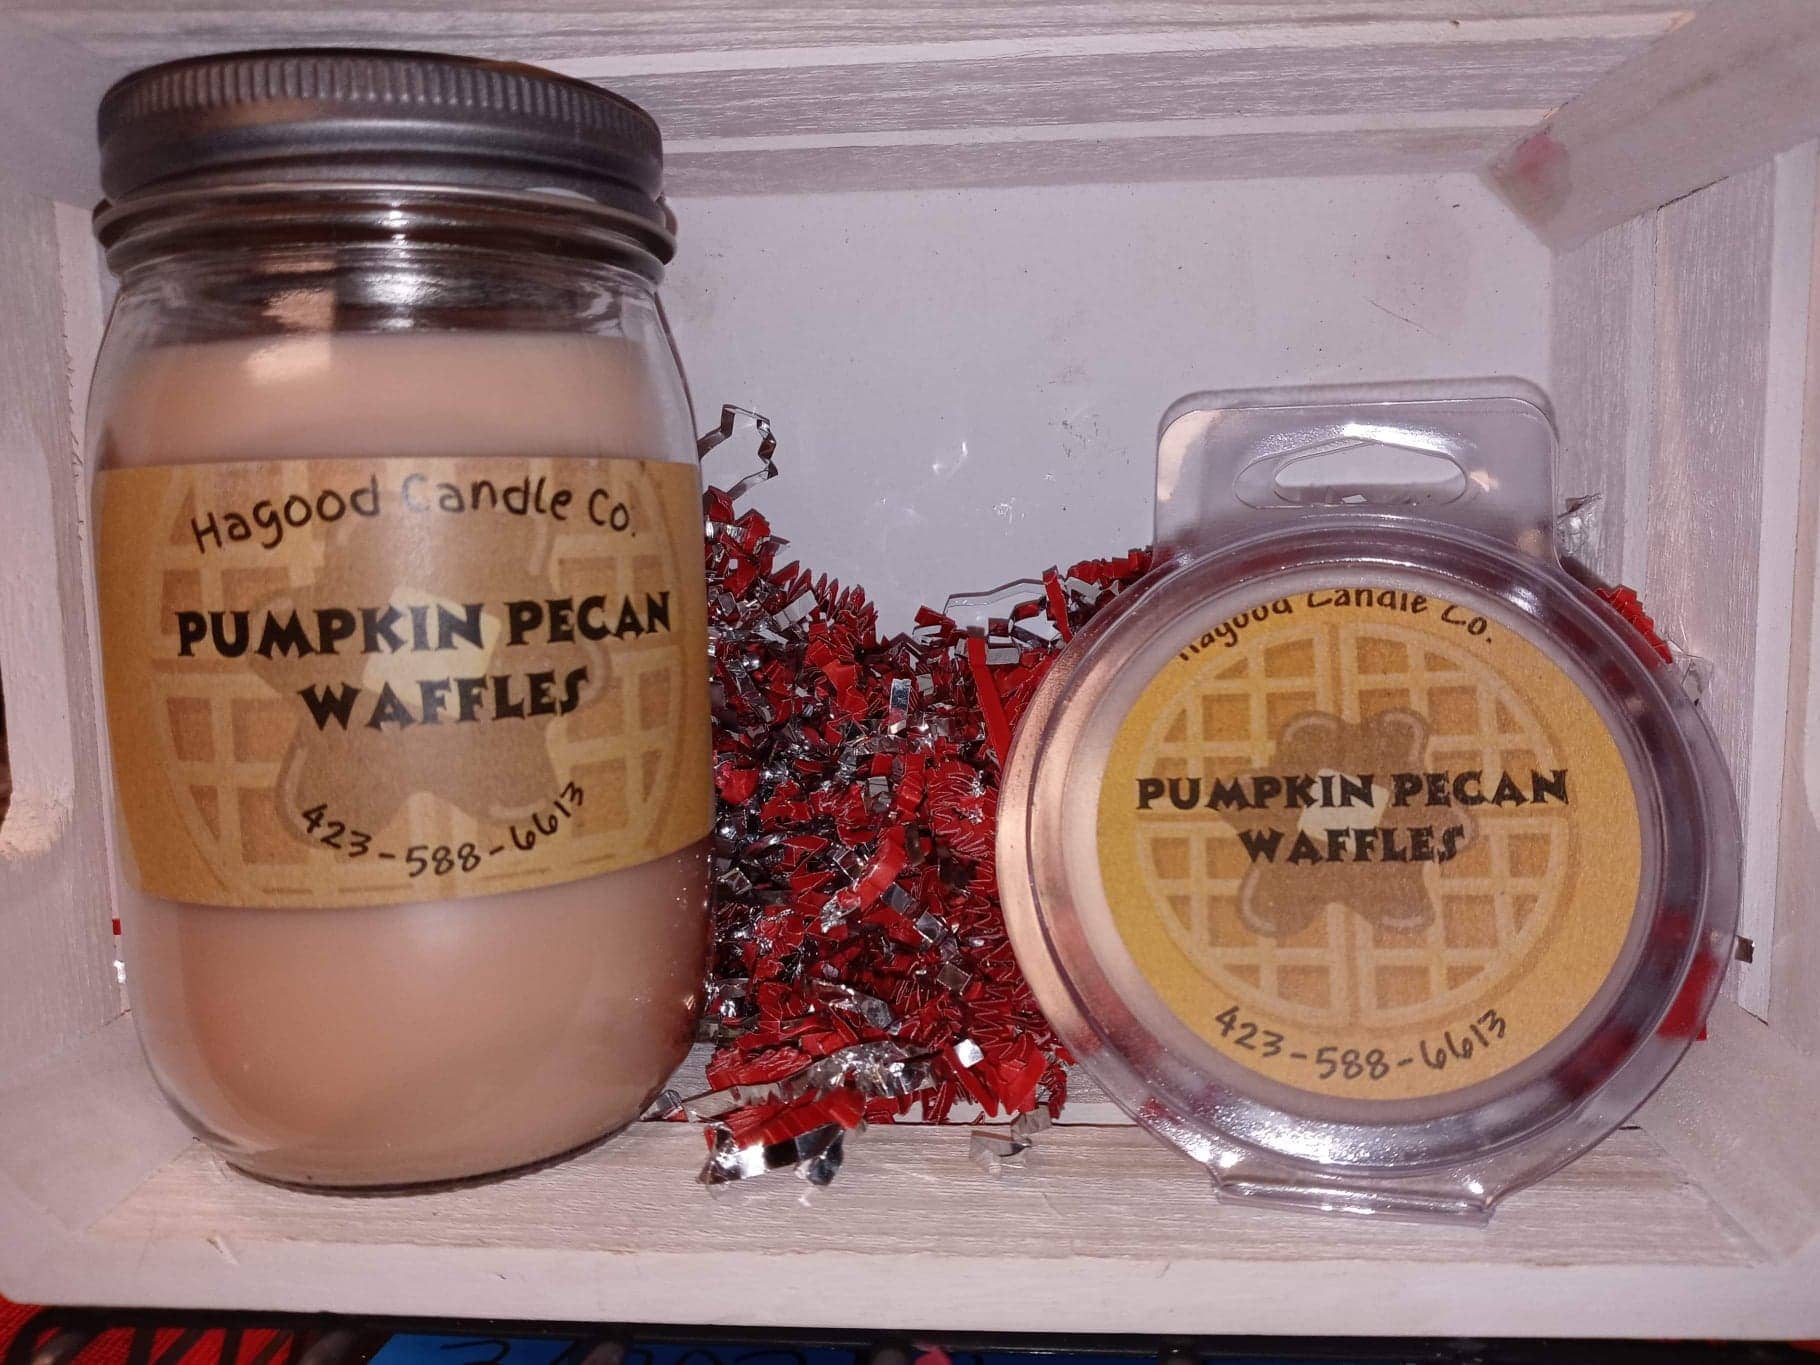 Hagood Candle Co.
PUMPKIN PECAN
WAFFLES
423-588-6613
Hagood Candle Co.
PUMPKIN PECAN
WAFFLES
423-588-6613